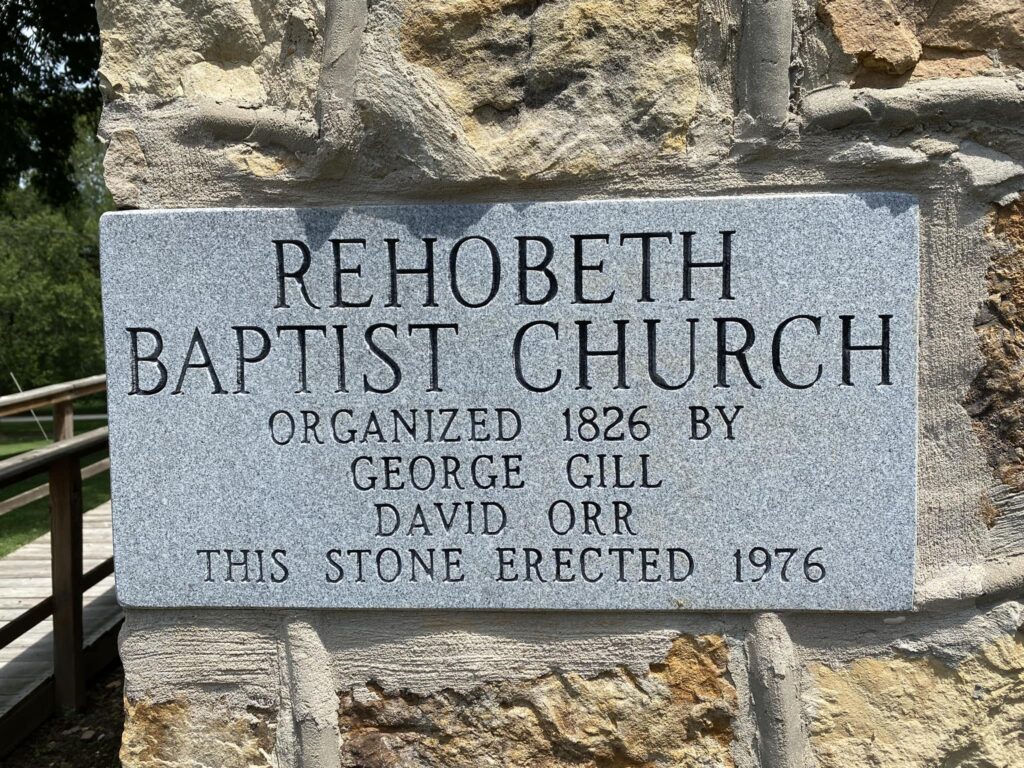 REHOBETH
BAPTIST CHURCH
ORGANIZED 1826 BY
GEORGE GILL
DAVID ORR
THIS STONE ERECTED 1976